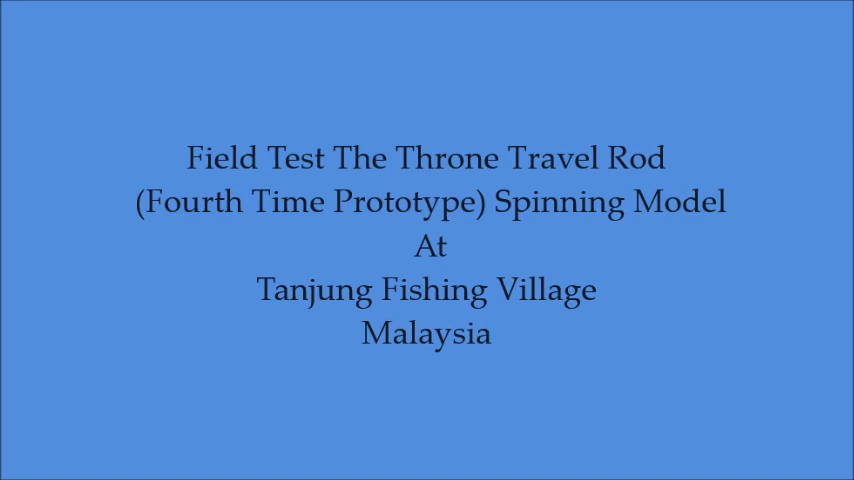 Field Test The Throne Travel Rod
(Fourth Time Prototype) Spinning Model
At
Tanjung Fishing Village
Malaysia